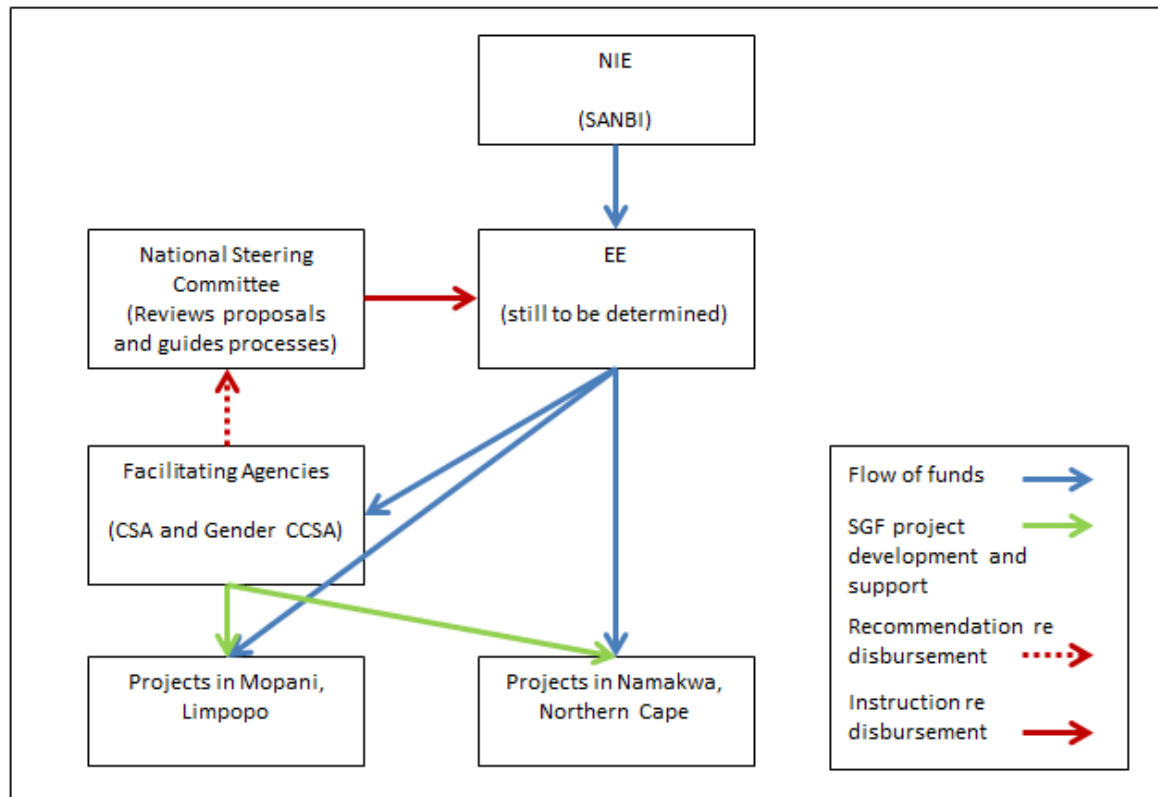 NIE
(SANBI)
National Steering
Committee
(Reviews proposals
and guides processes)
EE
(still to be determined)
Facilitating Agencies
(CSA and Gender CCSA)
Projects in Mopani,
Limpopo
Projects in Namakwa,
Northern Cape
Flow of funds
SGF project
development and
support
Recommendation re
disbursement
Instruction re
disbursement